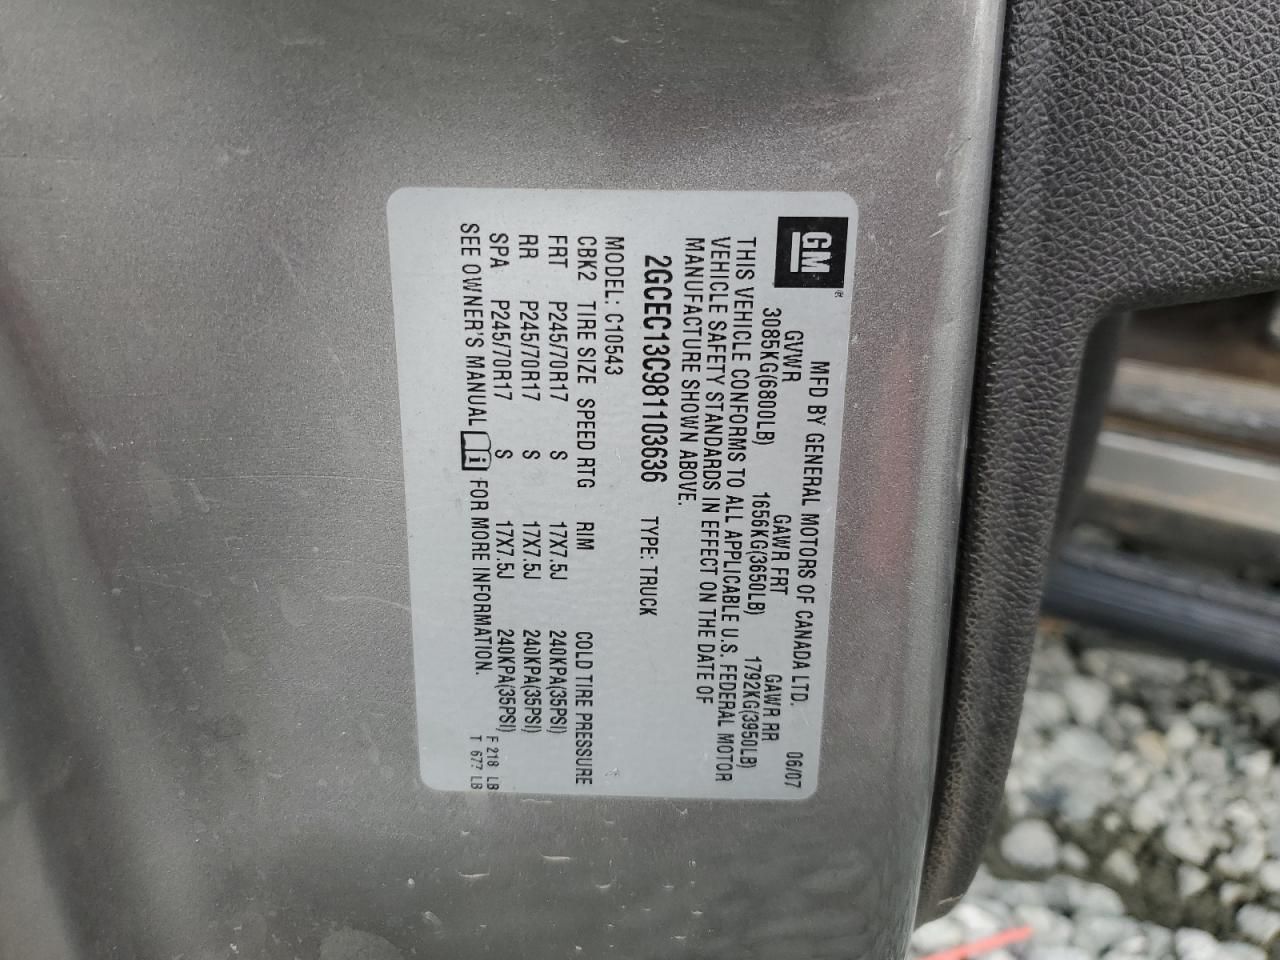 GM®
MFD BY GENERAL MOTORS OF CANADA LTD. 06/07
GVWR GAWR FRT GAWR RR
3085KG(6800LB) 1656KG(3650LB) 1792KG(3950LB)
THIS VEHICLE CONFORMS TO ALL APPLICABLE U.S. FEDERAL MOTOR
VEHICLE SAFETY STANDARDS IN EFFECT ON THE DATE OF
MANUFACTURE SHOWN ABOVE.
2GCEC13C981103636 TYPE: TRUCK
MODEL: C10543
CBK2 TIRE SIZE SPEED RTG RIM COLD TIRE PRESSURE
FRT P245/70R17 S 17X7.5J 240KPA(35PSI)
RR P245/70R17 S 17X7.5J 240KPA(35PSI)
SPA P245/70R17 S 17X7.5J 240KPA(35PSI)
F 218 LB
SEE OWNER'S MANUAL i FOR MORE INFORMATION.
T LB